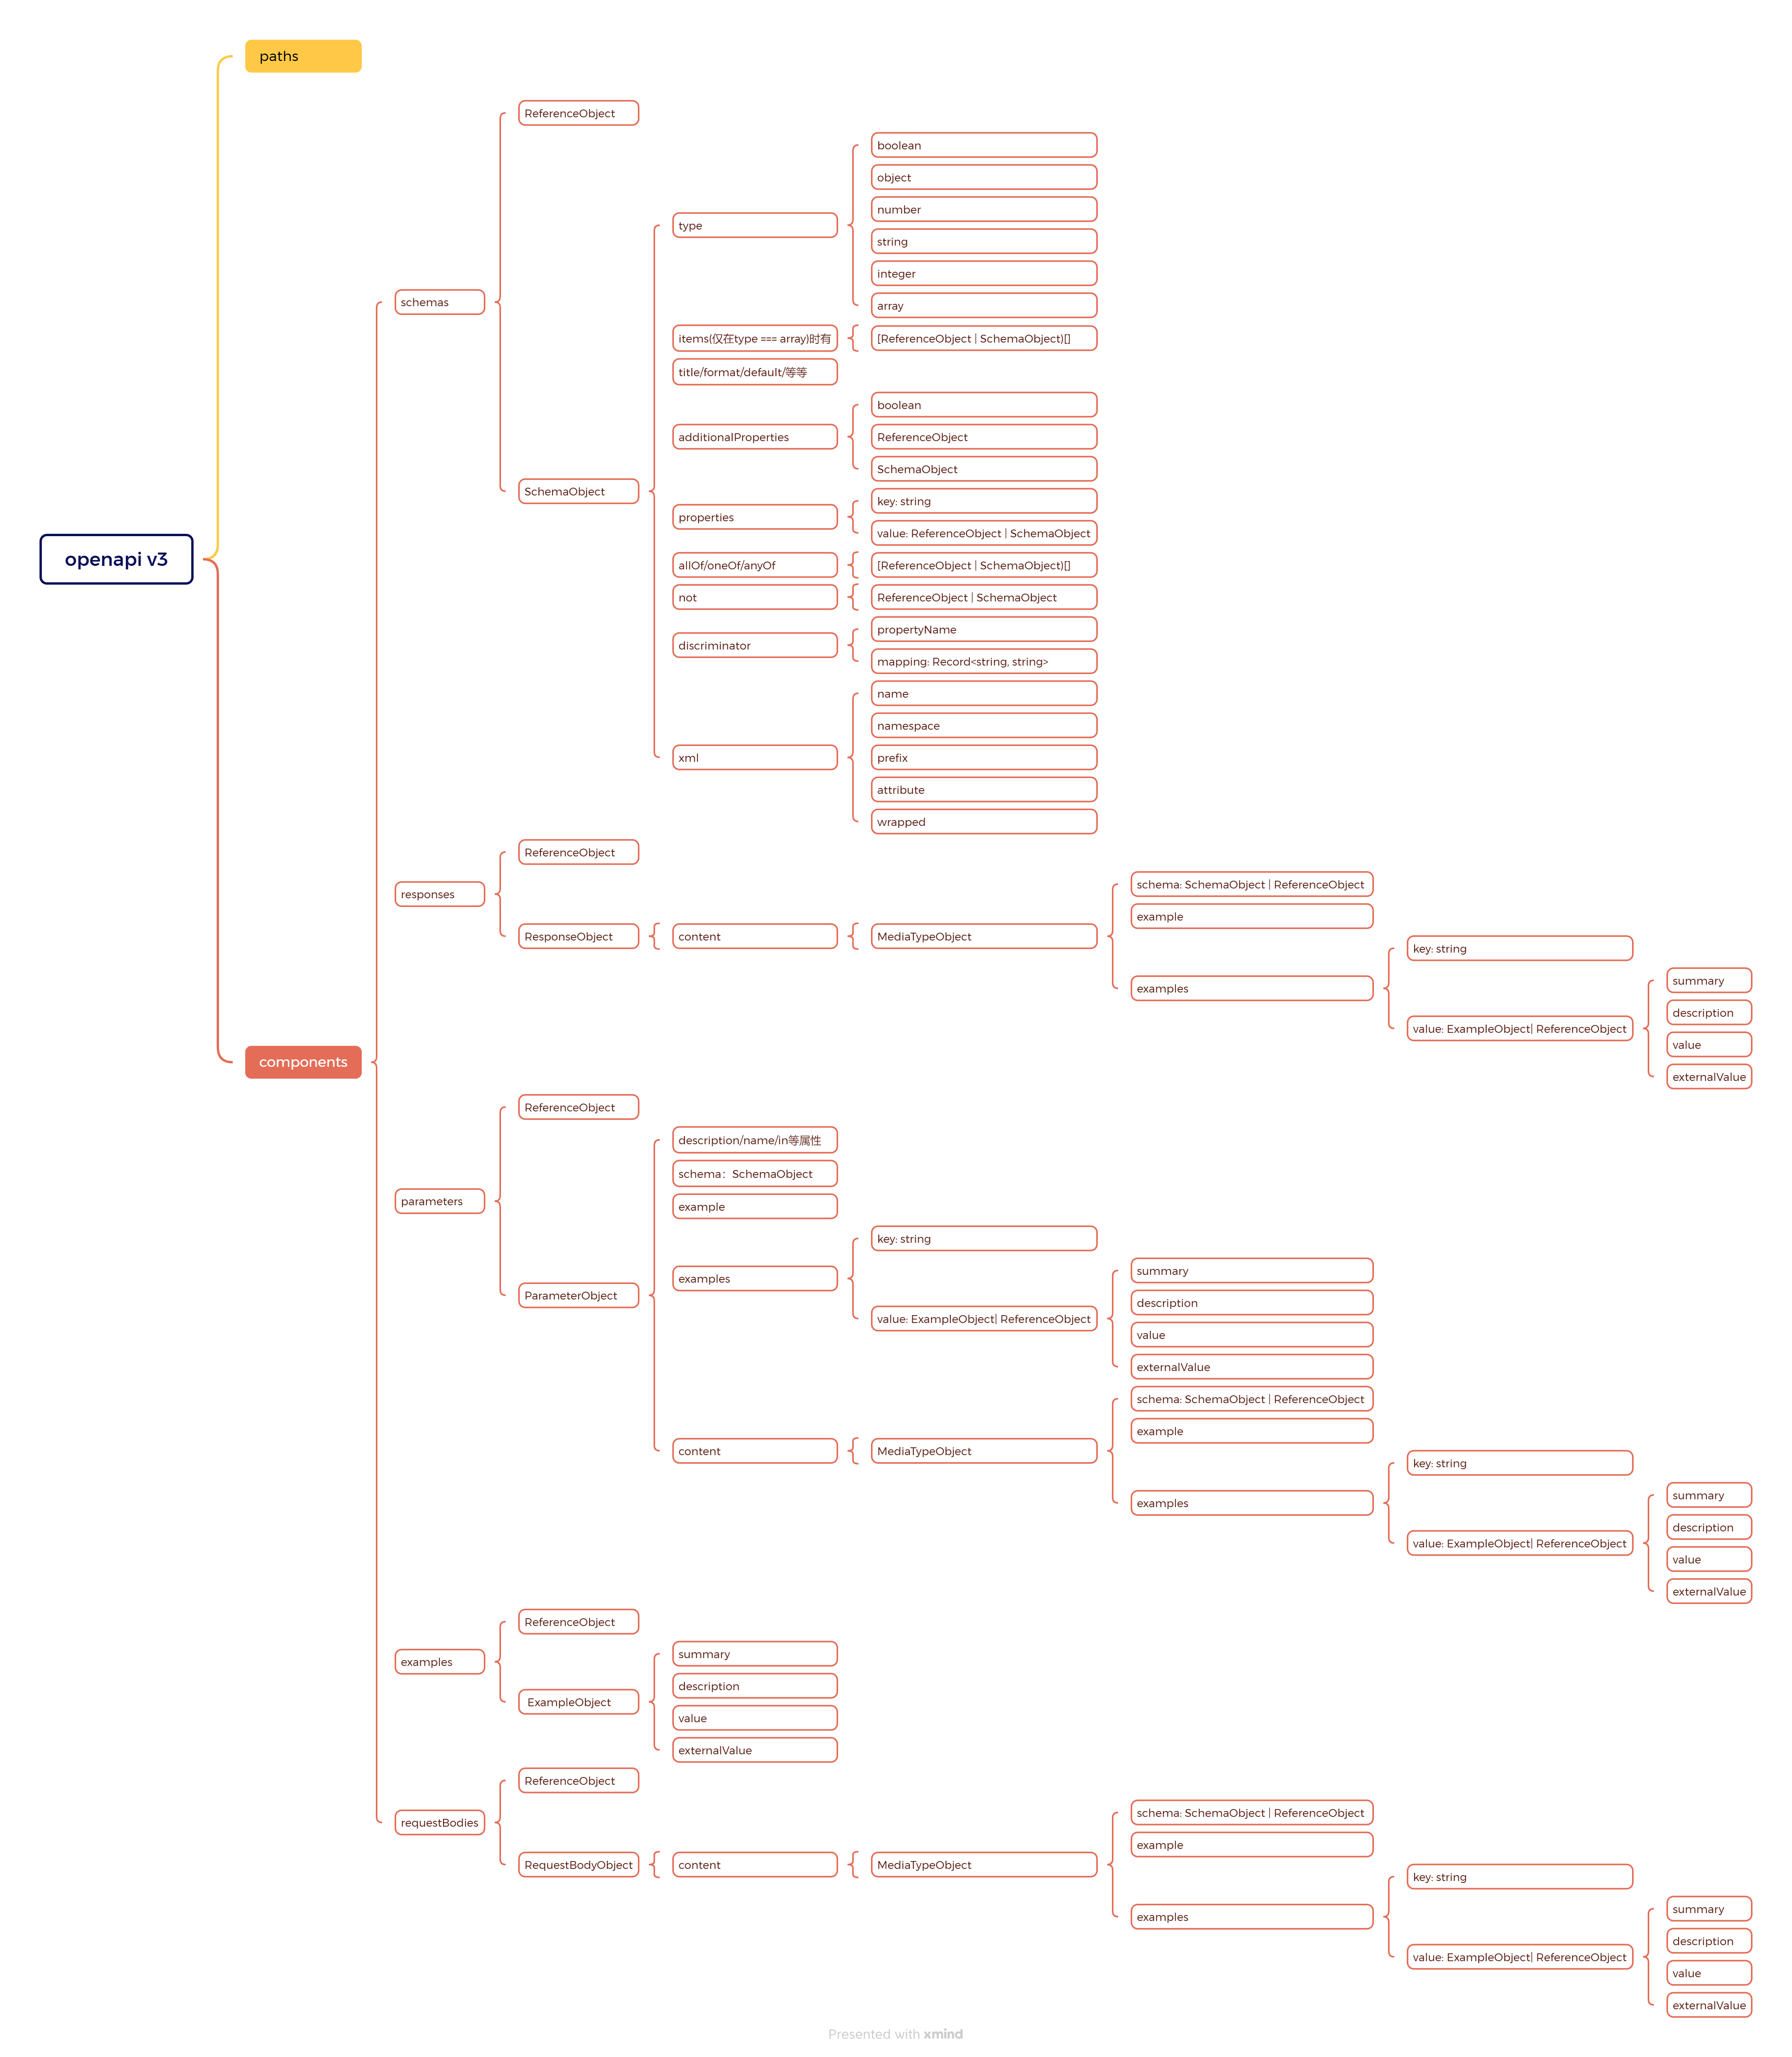 paths
ReferenceObject
boolean
object
number
type
string
integer
array
schemas
items(仅在type === array)时有
[ReferenceObject | SchemaObject)[]
title/format/default/等等
boolean
additionalProperties
ReferenceObject
SchemaObject
SchemaObject
key: string
properties
value: ReferenceObject | SchemaObject
openapi v3
allOf/oneOf/anyOf
[ReferenceObject | SchemaObject)[]
not
ReferenceObject | SchemaObject
propertyName
discriminator
mapping: Record<string, string>
name
namespace
xml
prefix
attribute
wrapped
ReferenceObject
responses
schema: SchemaObject | ReferenceObject
example
ResponseObject
content
MediaTypeObject
key: string
examples
summary
description
value: ExampleObject| ReferenceObject
value
externalValue
components
ReferenceObject
description/name/in等属性
schema：SchemaObject
parameters
example
key: string
examples
summary
ParameterObject
description
value: ExampleObject| ReferenceObject
value
externalValue
schema: SchemaObject | ReferenceObject
example
content
MediaTypeObject
key: string
examples
summary
description
value: ExampleObject| ReferenceObject
value
externalValue
ReferenceObject
examples
summary
description
ExampleObject
value
externalValue
ReferenceObject
requestBodies
schema: SchemaObject | ReferenceObject
example
RequestBodyObject
content
MediaTypeObject
key: string
examples
summary
description
value: ExampleObject| ReferenceObject
value
externalValue
Presented with xmind